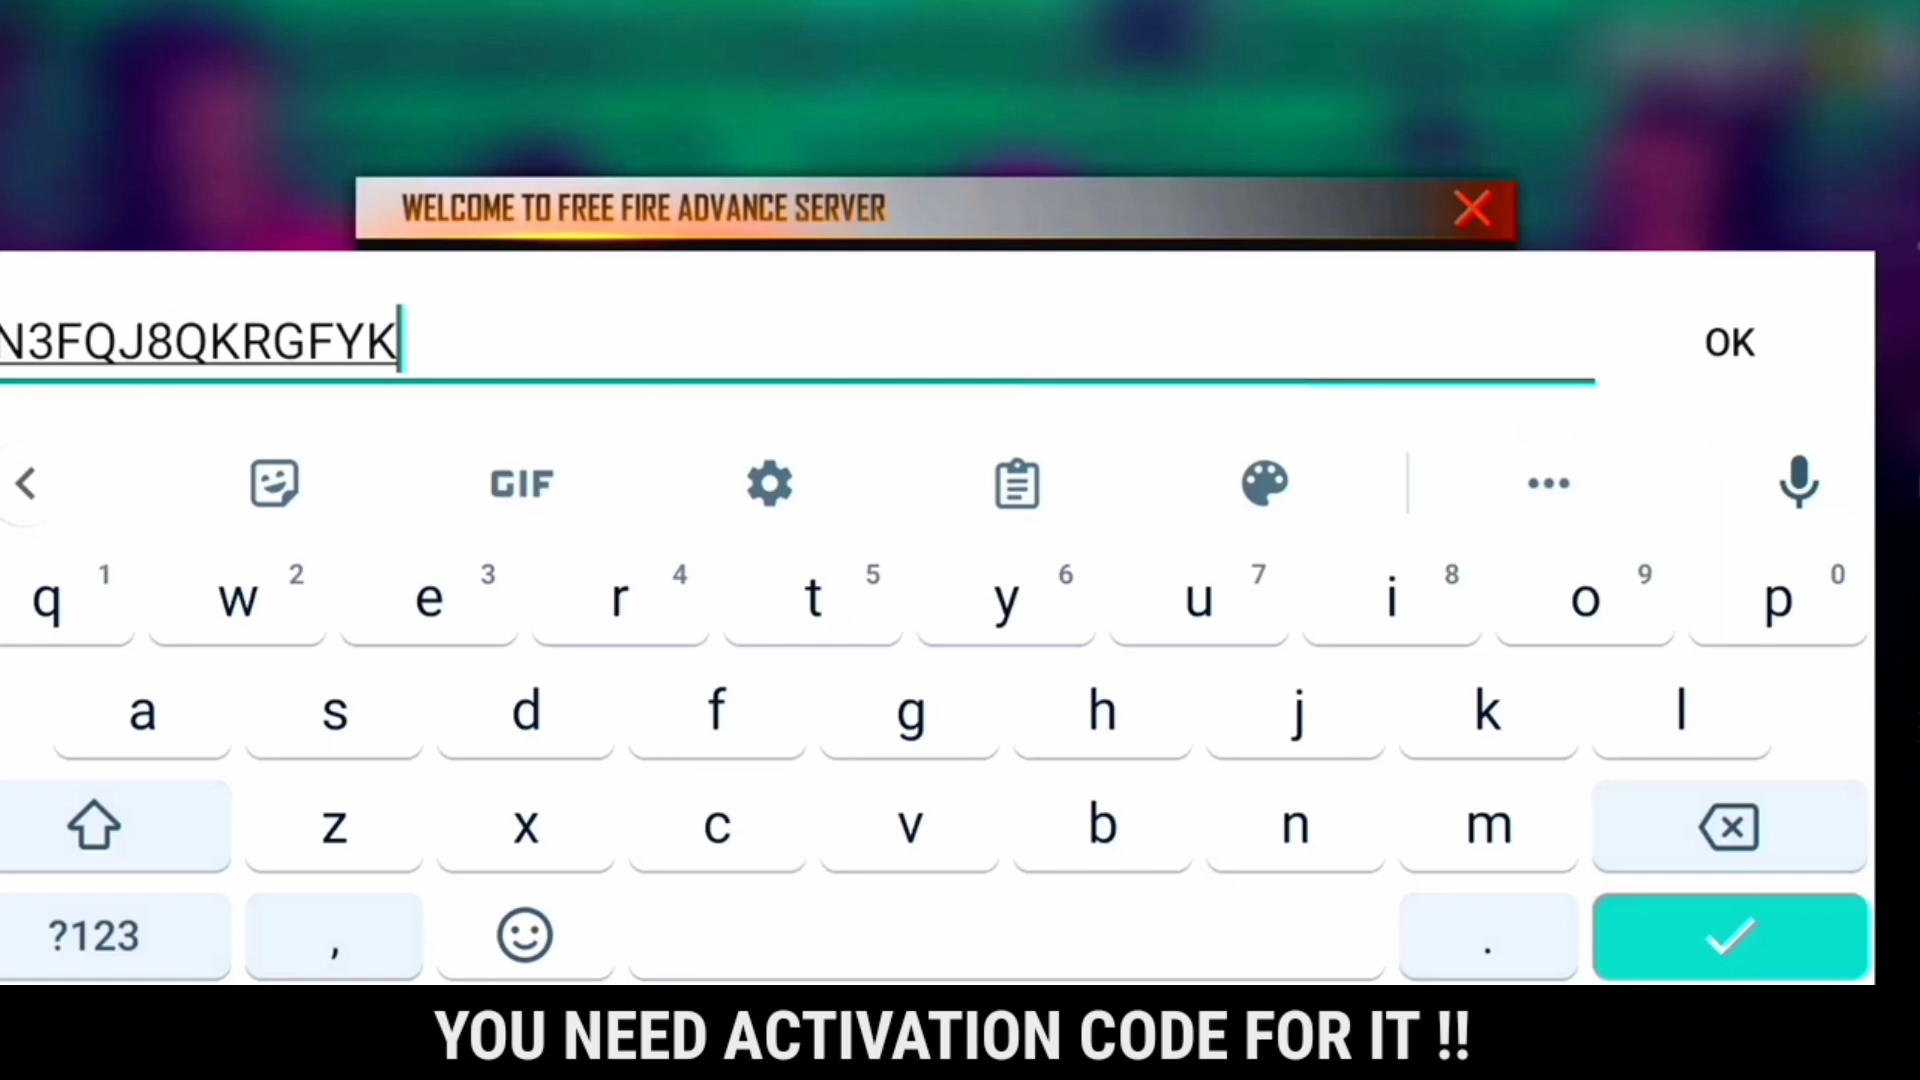 WELCOME TO FREE FIRE ADVANCE SERVER
N3FQJ8QKRGFYK
OK
GIF
q 1 w 2 e 3 r 4 t 5 y 6 u 7 i 8 o 9 p 0
a s d f g h j k l
z x c v b n m
?123 , .
YOU NEED ACTIVATION CODE FOR IT !!